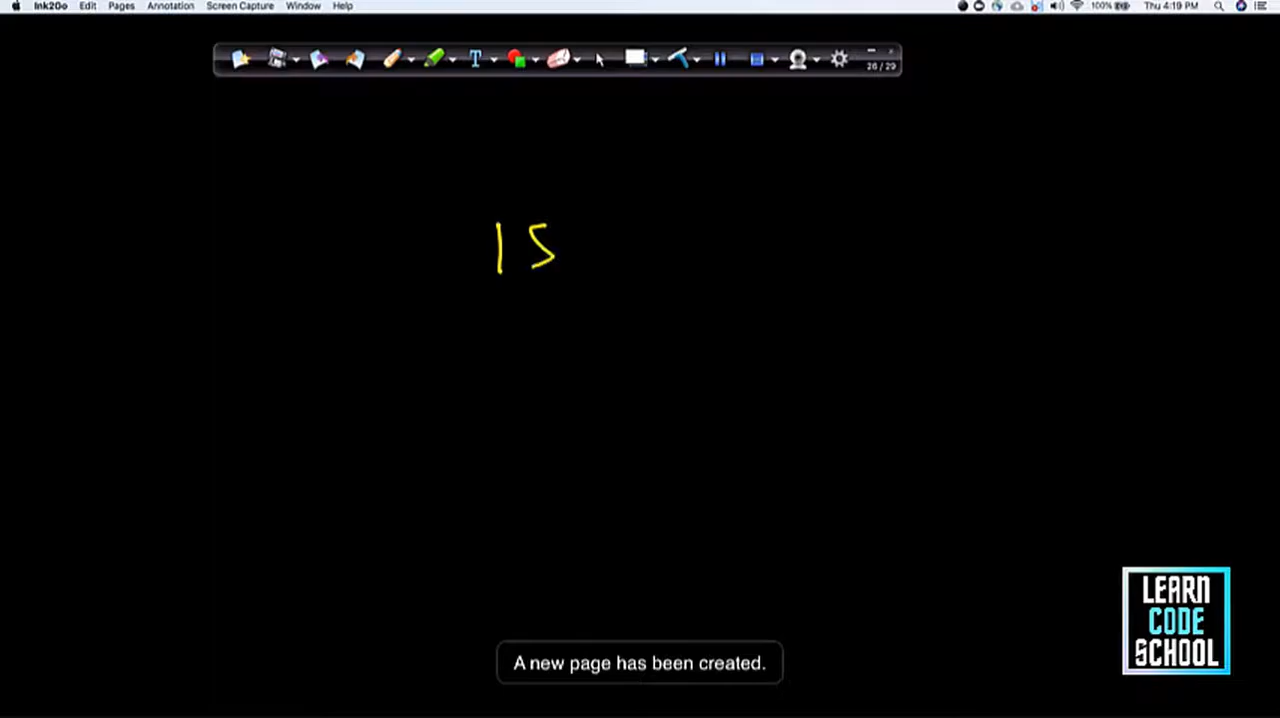 Ink2Go Edit Pages Annotation Screen Capture Window Help 100% Thu 4:19 PM
T 26 / 29
15
LEARN
CODE
SCHOOL
A new page has been created.